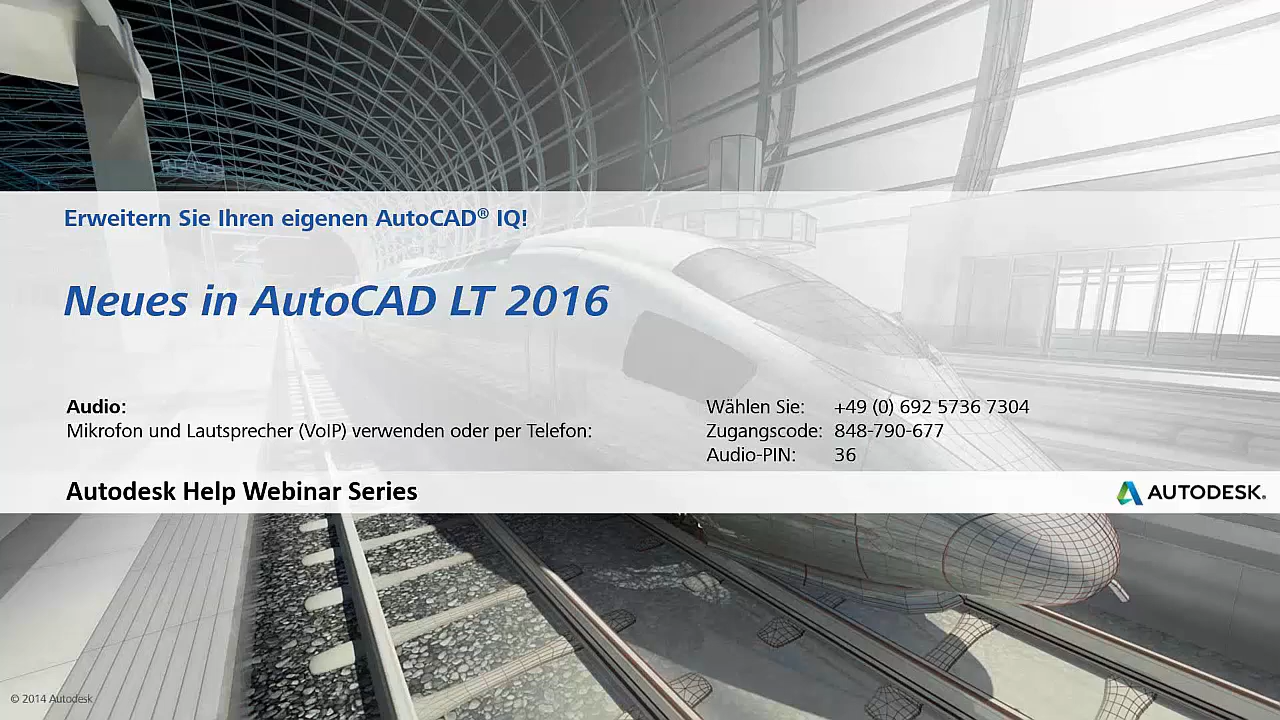 Erweitern Sie Ihren eigenen AutoCAD® IQ!
Neues in AutoCAD LT 2016
Audio:
Mikrofon und Lautsprecher (VoIP) verwenden oder per Telefon:
Wählen Sie: +49 (0) 692 5736 7304
Zugangscode: 848-790-677
Audio-PIN: 36
Autodesk Help Webinar Series
AUTODESK.
© 2014 Autodesk